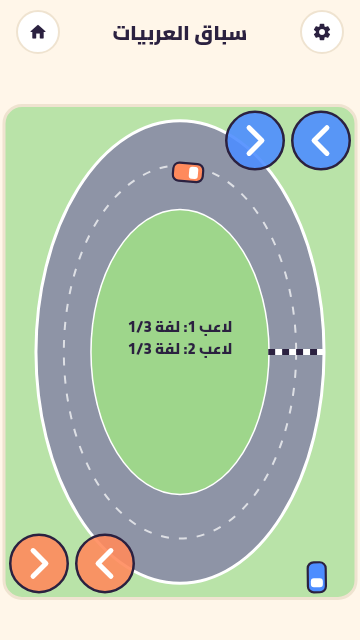 سباق العربيات
لاعب 1: لفة 1/3
لاعب 2: لفة 1/3